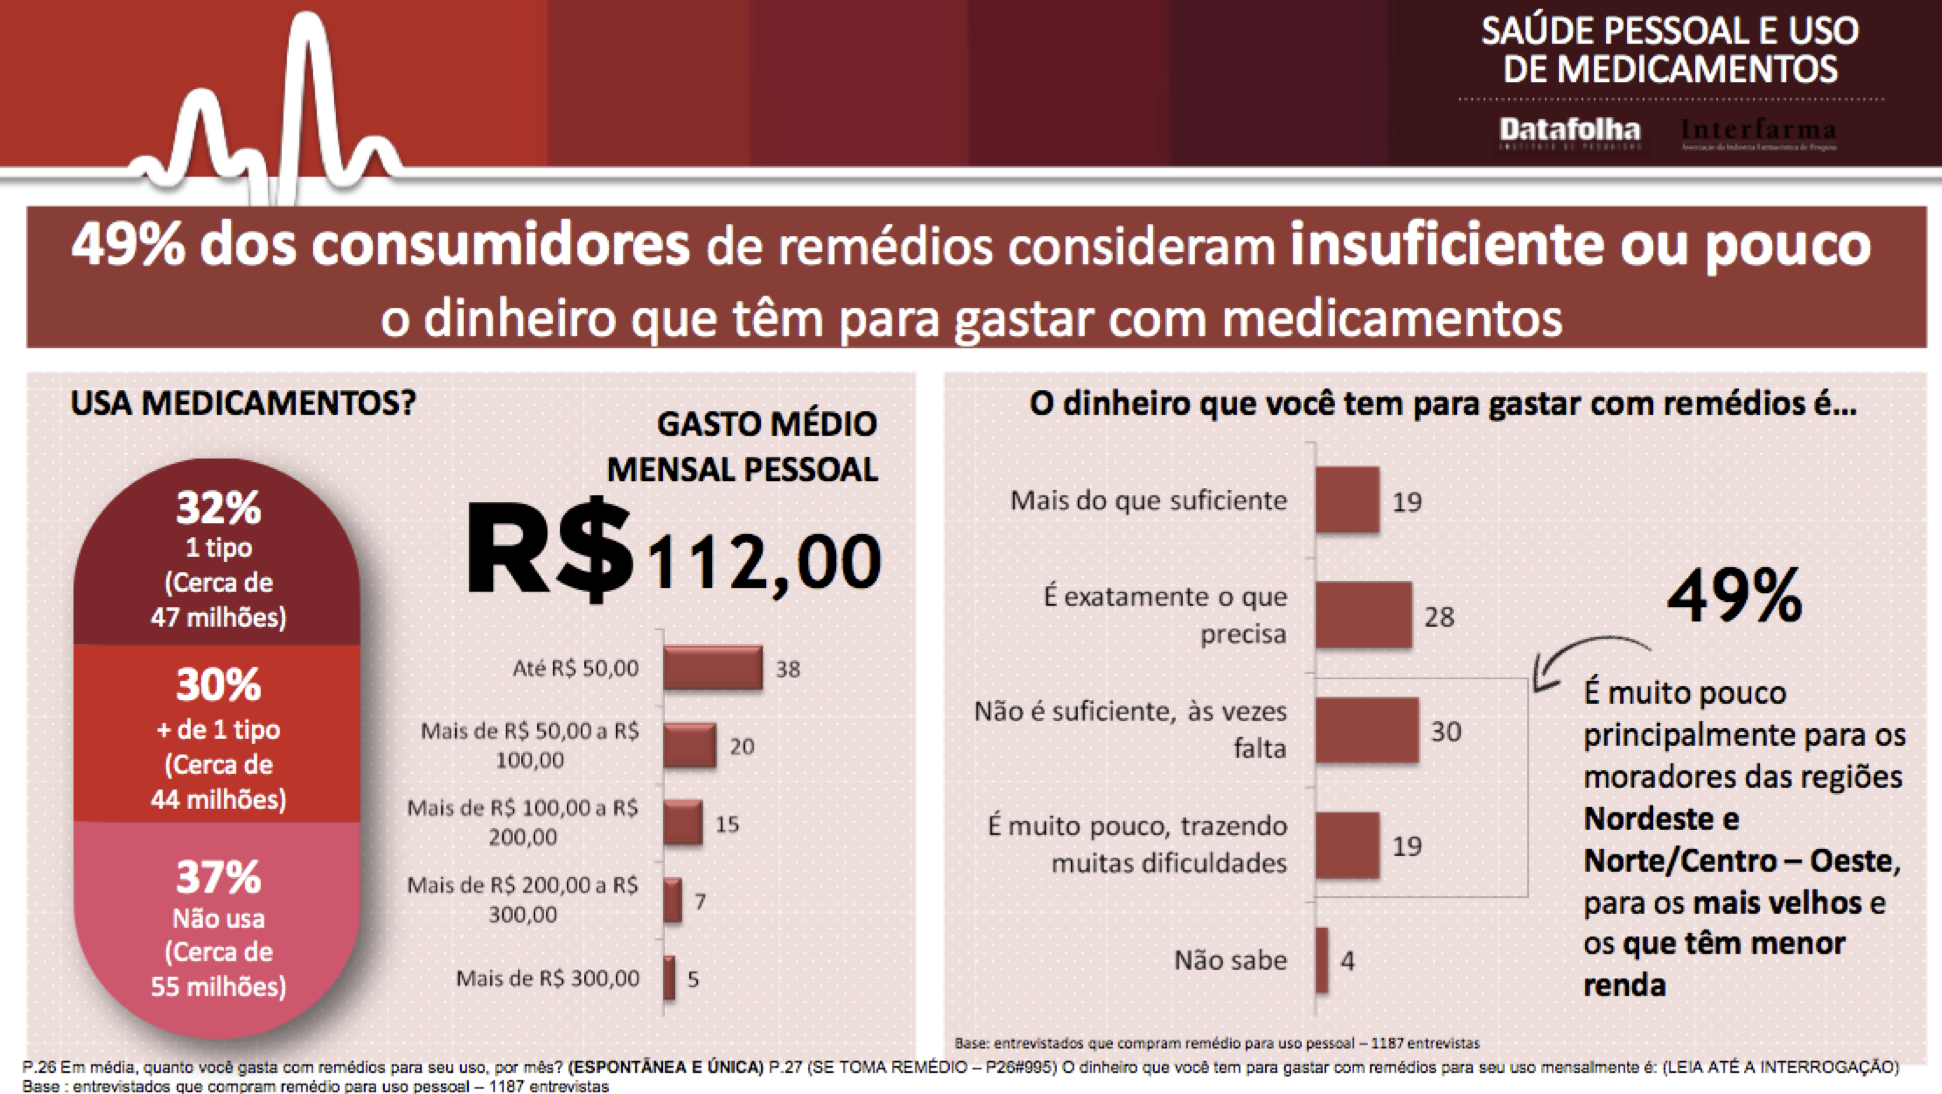 SAÚDE PESSOAL E USO
DE MEDICAMENTOS
Datafolha
INSTITUTO DE PESQUISAS
Interfarma
Associação da Indústria Farmacêutica de Pesquisa
49% dos consumidores de remédios consideram insuficiente ou pouco
o dinheiro que têm para gastar com medicamentos
USA MEDICAMENTOS?
32%
1 tipo
(Cerca de
47 milhões)
30%
+ de 1 tipo
(Cerca de
44 milhões)
37%
Não usa
(Cerca de
55 milhões)
GASTO MÉDIO
MENSAL PESSOAL
R$ 112,00
Até R$ 50,00 38
Mais de R$ 50,00 a R$
100,00 20
Mais de R$ 100,00 a R$
200,00 15
Mais de R$ 200,00 a R$
300,00 7
Mais de R$ 300,00 5
O dinheiro que você tem para gastar com remédios é...
Mais do que suficiente 19
É exatamente o que
precisa 28
Não é suficiente, às vezes
falta 30
É muito pouco, trazendo
muitas dificuldades 19
Não sabe 4
49%
É muito pouco
principalmente para os
moradores das regiões
Nordeste e
Norte/Centro – Oeste,
para os mais velhos e
os que têm menor
renda
Base: entrevistados que compram remédio para uso pessoal – 1187 entrevistas
P.26 Em média, quanto você gasta com remédios para seu uso, por mês? (ESPONTÂNEA E ÚNICA) P.27 (SE TOMA REMÉDIO – P26#995) O dinheiro que você tem para gastar com remédios para seu uso mensalmente é: (LEIA ATÉ A INTERROGAÇÃO)
Base : entrevistados que compram remédio para uso pessoal – 1187 entrevistas